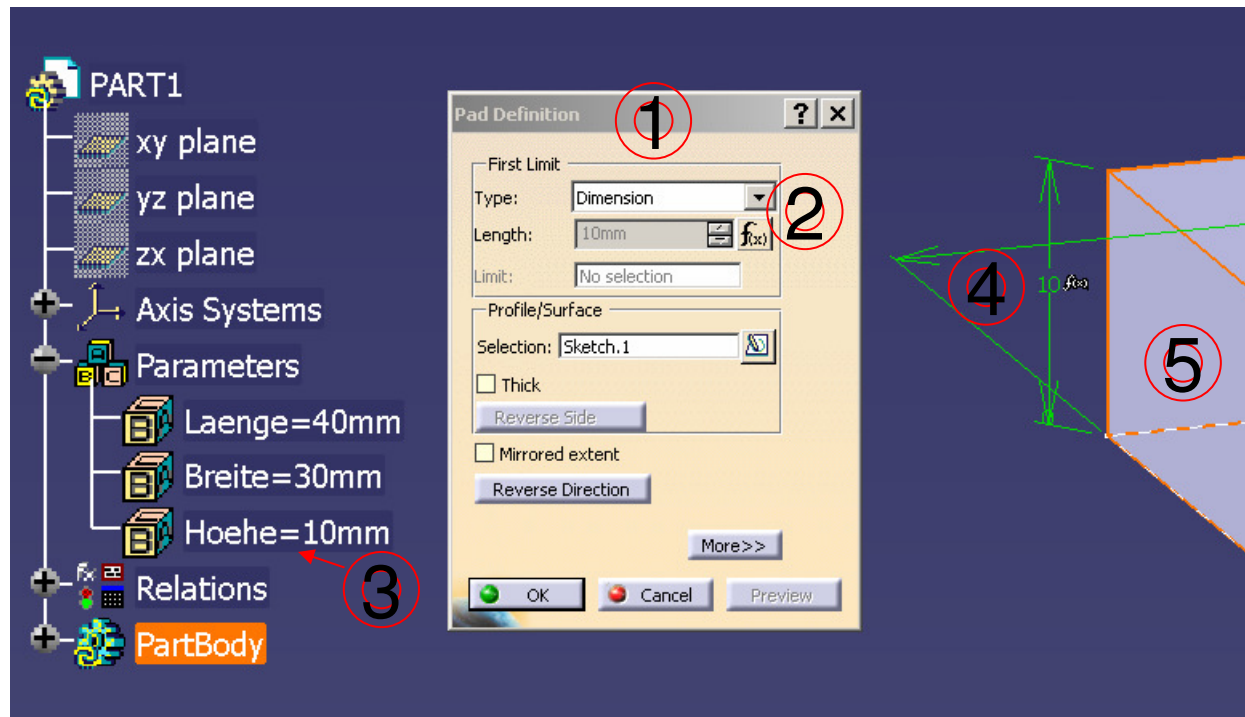 PART1
xy plane
yz plane
zx plane
Axis Systems
Parameters
Laenge=40mm
Breite=30mm
Hoehe=10mm
Relations
PartBody
3
Pad Definition
1
?
First Limit
Type: Dimension
2
Length: 10mm f(x)
Limit: No selection
Profile/Surface
Selection: Sketch.1
Thick
Reverse Side
Mirrored extent
Reverse Direction
More>>
OK Cancel Preview
4
10 f(x)
5